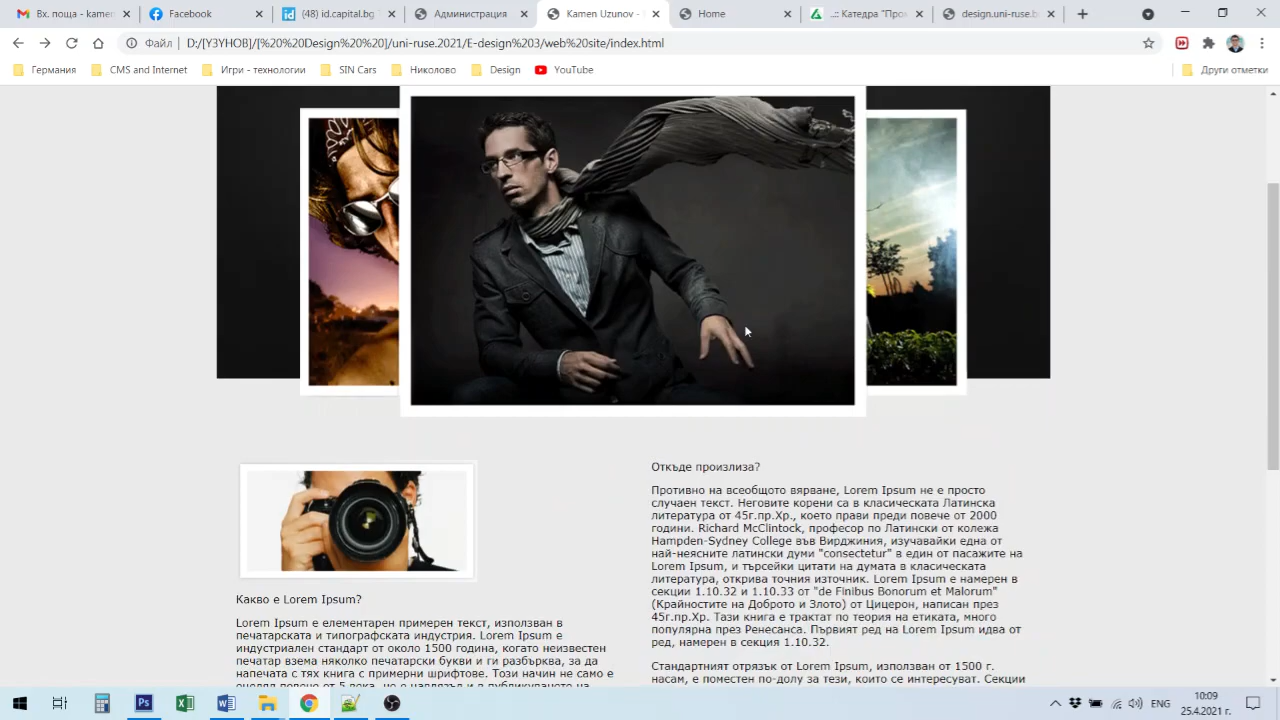 Вх. поща - kamen
Facebook
(48) id.capital.bg
Администрация
Kamen Uzunov -
Home
..:: Катедра "Про
design.uni-ruse.b
Файл | D:/[УЗУНОВ]/[%20%20Design%20%20]/uni-ruse.2021/E-design%203/web%20site/index.html
Германия
CMS and Internet
Игри - технологии
SIN Cars
Николово
Design
YouTube
Други отметки
Откъде произлиза?
Противно на всеобщото вярване, Lorem Ipsum не е просто
случаен текст. Неговите корени са в класическата Латинска
литература от 45г.пр.Хр., което прави преди повече от 2000
години. Richard McClintock, професор по Латински от колежа
Hampden-Sydney College във Вирджиния, изучавайки една от
най-неясните латински думи "consectetur" в един от пасажите на
Lorem Ipsum, и търсейки цитати на думата в класическата
литература, открива точния източник. Lorem Ipsum е намерен в
секции 1.10.32 и 1.10.33 от "de Finibus Bonorum et Malorum"
(Крайностите на Доброто и Злото) от Цицерон, написан през
45г.пр.Хр. Тази книга е трактат по теория на етиката, много
популярна през Ренесанса. Първият ред на Lorem Ipsum идва от
ред, намерен в секция 1.10.32.
Стандартният отрязък от Lorem Ipsum, използван от 1500 г.
насам, е поместен по-долу за тези, които се интересуват. Секции
Какво е Lorem Ipsum?
Lorem Ipsum е елементарен примерен текст, използван в
печатарската и типографската индустрия. Lorem Ipsum е
индустриален стандарт от около 1500 година, когато неизвестен
печатар взема няколко печатарски букви и ги разбърква, за да
напечата с тях книга с примерни шрифтове. Този начин не само е
оцелял повече от 5 века, но е навлязъл и в публикуването на
ENG
10:09
25.4.2021 г.